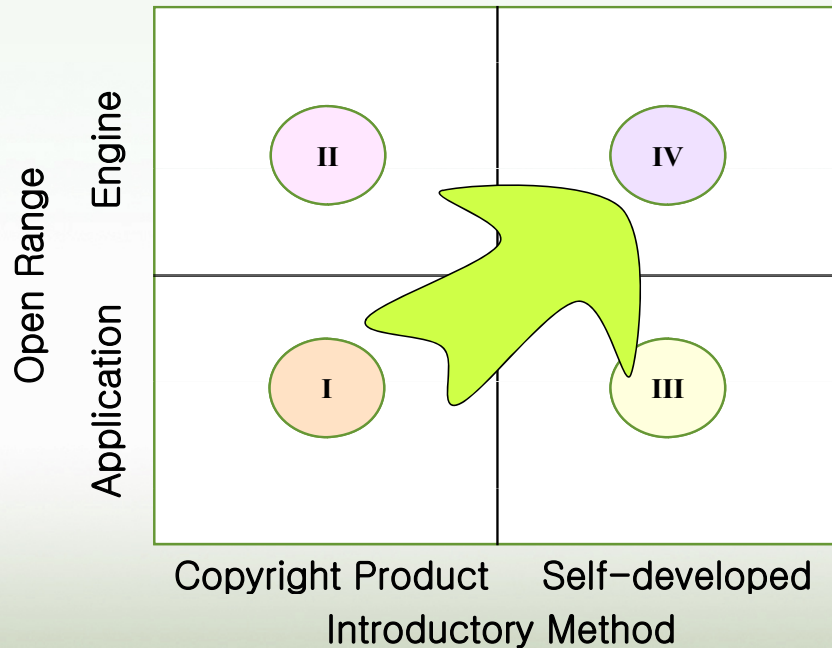 Open Range
Engine
Application
II
IV
I
III
Copyright Product
Self-developed
Introductory Method